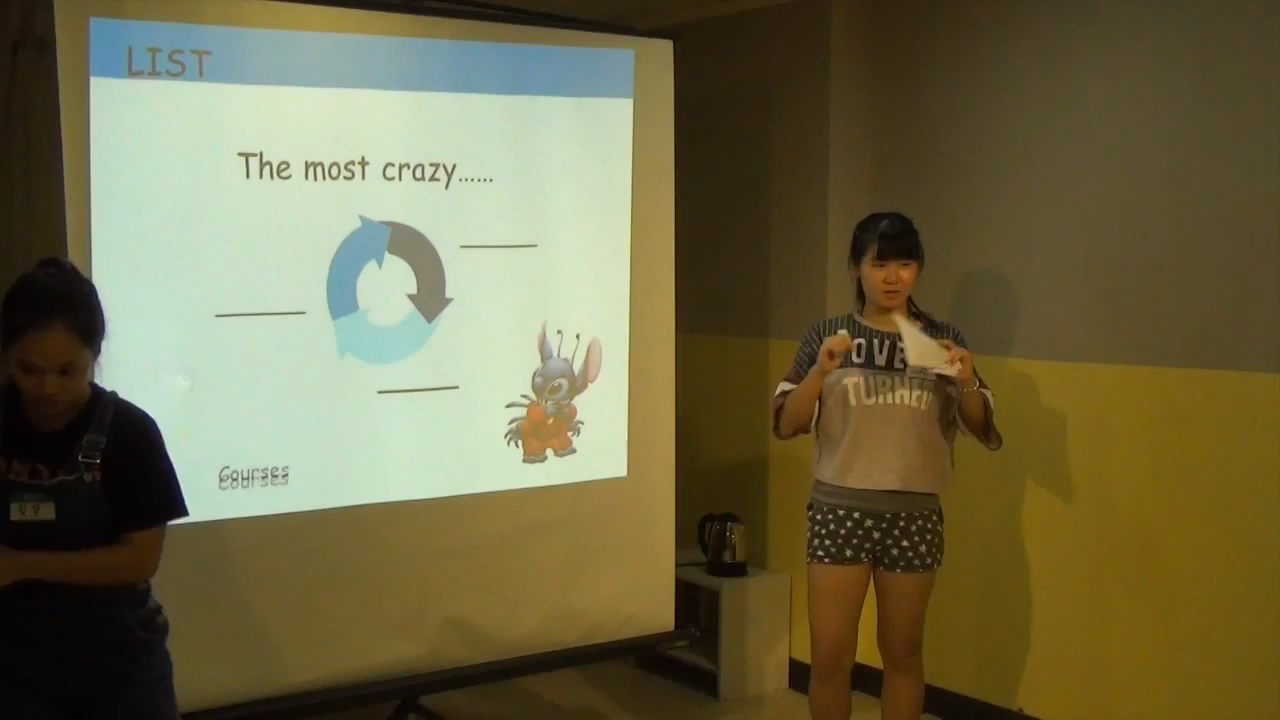 LIST
The most crazy......
Courses
LOVE
TURNED